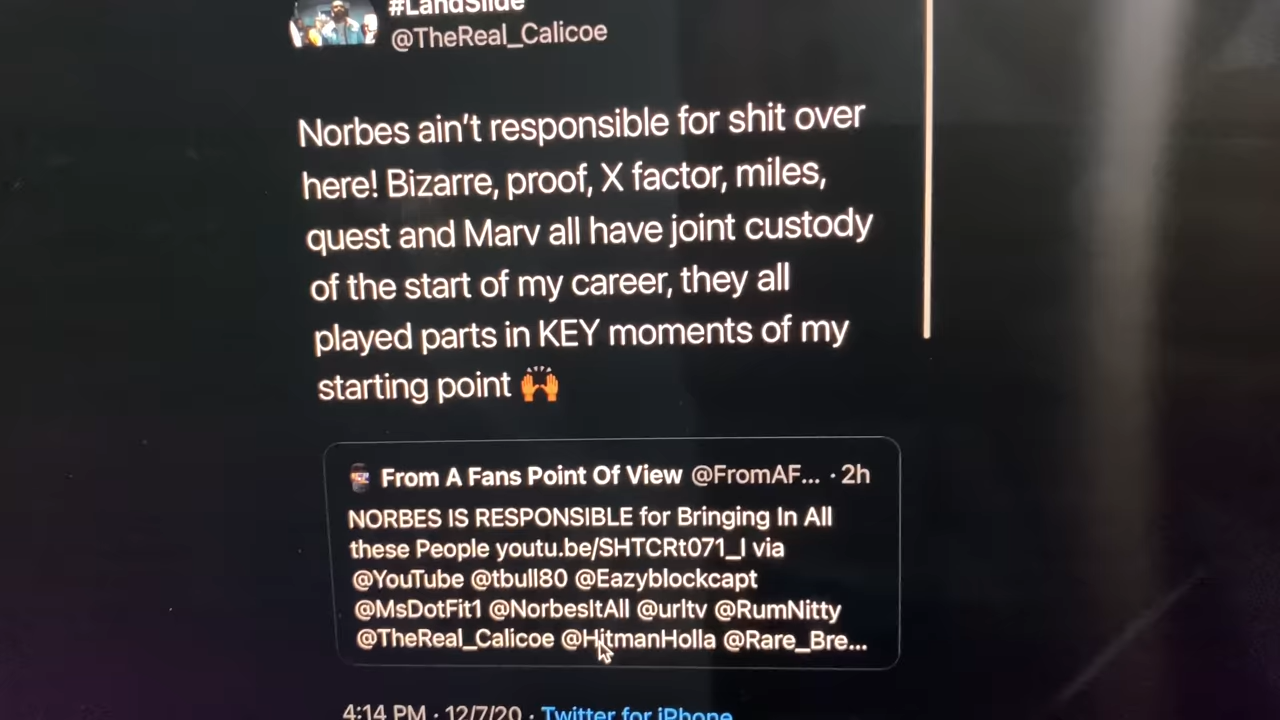 #LandSlide
@TheReal_Calicoe
Norbes ain't responsible for shit over
here! Bizarre, proof, X factor, miles,
quest and Marv all have joint custody
of the start of my career, they all
played parts in KEY moments of my
starting point 🙌
From A Fans Point Of View @FromAF... · 2h
NORBES IS RESPONSIBLE for Bringing In All
these People youtu.be/SHTCRt071_I via
@YouTube @tbull80 @Eazyblockcapt
@MsDotFit1 @NorbesItAll @urltv @RumNitty
@TheReal_Calicoe @HitmanHolla @Rare_Bre...
4:14 PM · 12/7/20 · Twitter for iPhone